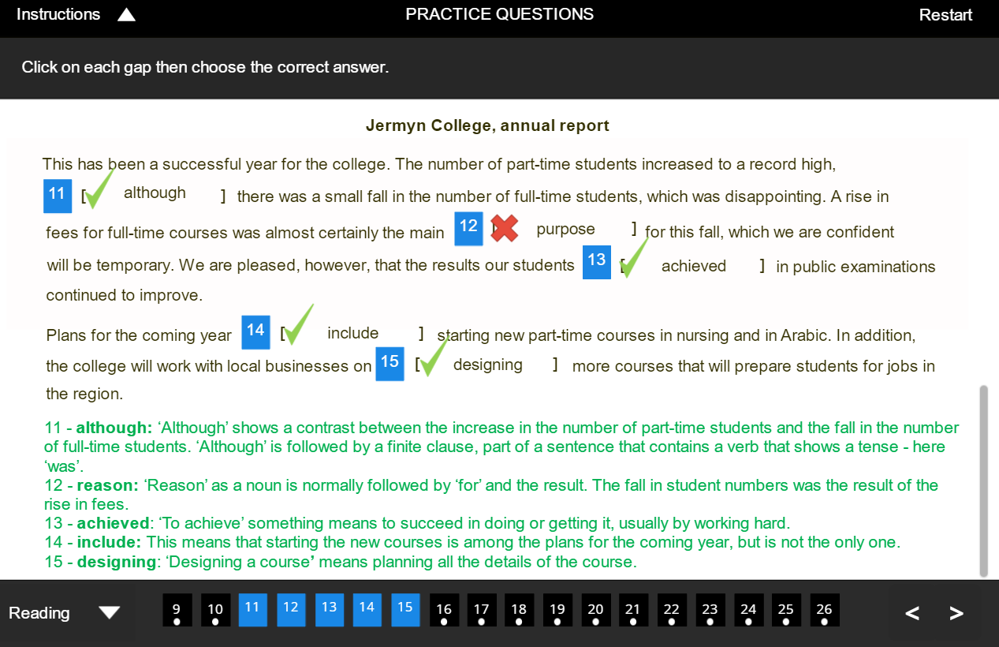 Instructions PRACTICE QUESTIONS Restart
Click on each gap then choose the correct answer.
Jermyn College, annual report
This has been a successful year for the college. The number of part-time students increased to a record high,
11 [ although ] there was a small fall in the number of full-time students, which was disappointing. A rise in
fees for full-time courses was almost certainly the main 12 [ purpose ] for this fall, which we are confident
will be temporary. We are pleased, however, that the results our students 13 [ achieved ] in public examinations
continued to improve.
Plans for the coming year 14 [ include ] starting new part-time courses in nursing and in Arabic. In addition,
the college will work with local businesses on 15 [ designing ] more courses that will prepare students for jobs in
the region.
11 - although: ‘Although’ shows a contrast between the increase in the number of part-time students and the fall in the number
of full-time students. ‘Although’ is followed by a finite clause, part of a sentence that contains a verb that shows a tense - here
‘was’.
12 - reason: ‘Reason’ as a noun is normally followed by ‘for’ and the result. The fall in student numbers was the result of the
rise in fees.
13 - achieved: ‘To achieve’ something means to succeed in doing or getting it, usually by working hard.
14 - include: This means that starting the new courses is among the plans for the coming year, but is not the only one.
15 - designing: ‘Designing a course’ means planning all the details of the course.
Reading 9 10 11 12 13 14 15 16 17 18 19 20 21 22 23 24 25 26 < >